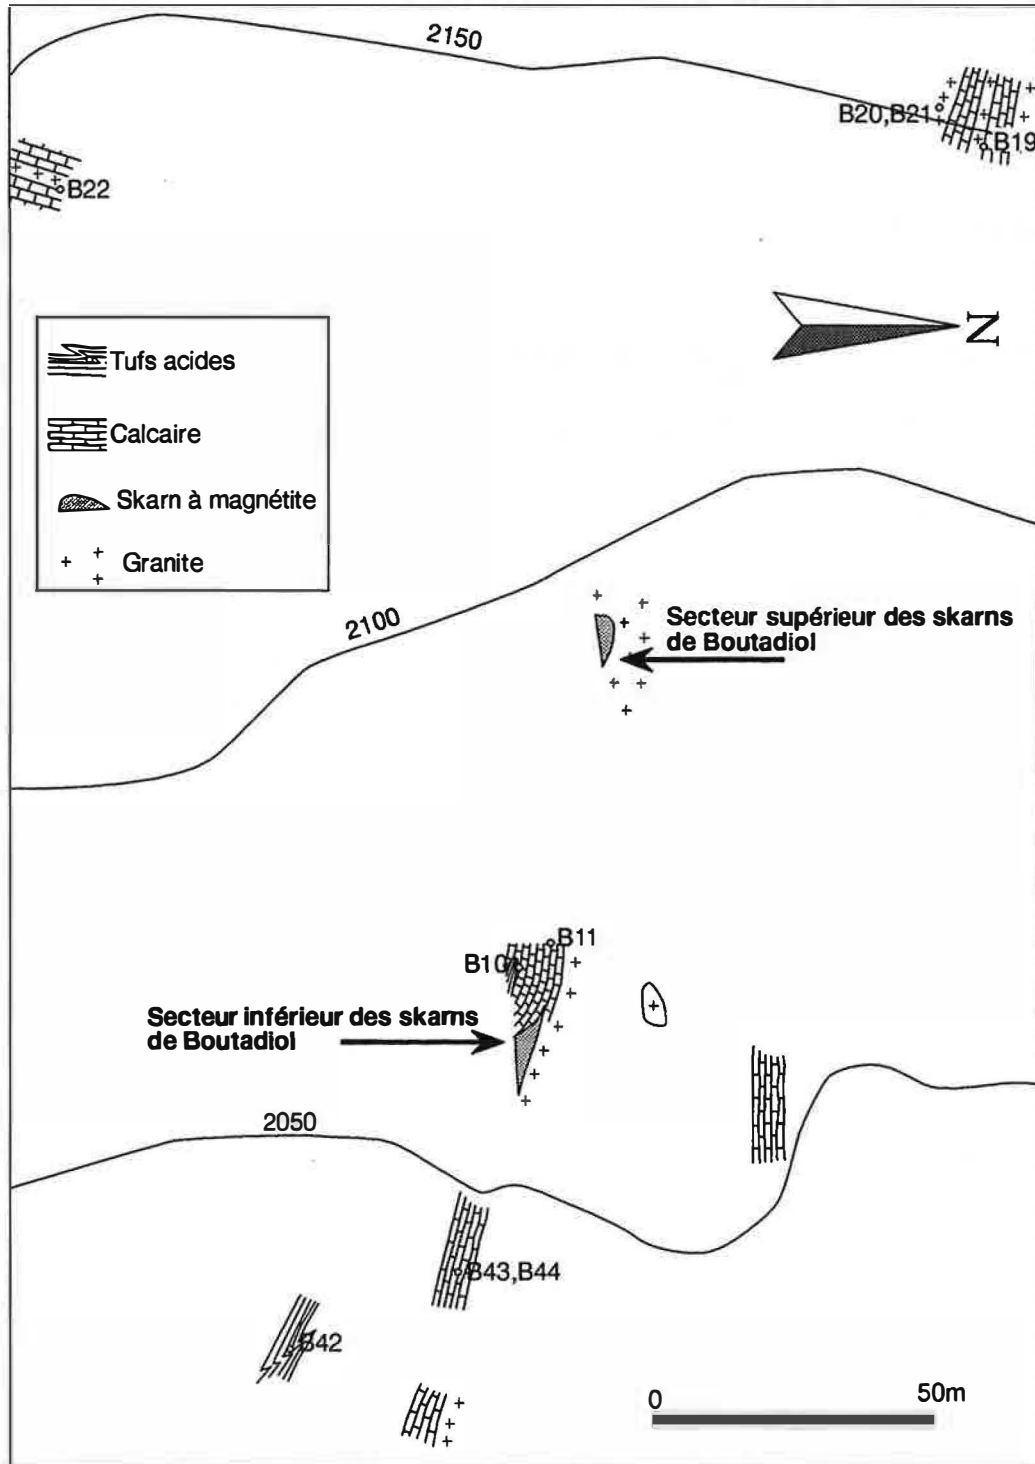 2150
B20,B21
B19
B22
N
Tufs acides
Calcaire
Skarn à magnétite
Granite
2100
Secteur supérieur des skarns
de Boutadiol
B11
B10
Secteur inférieur des skarns
de Boutadiol
2050
B43,B44
B42
0
50m